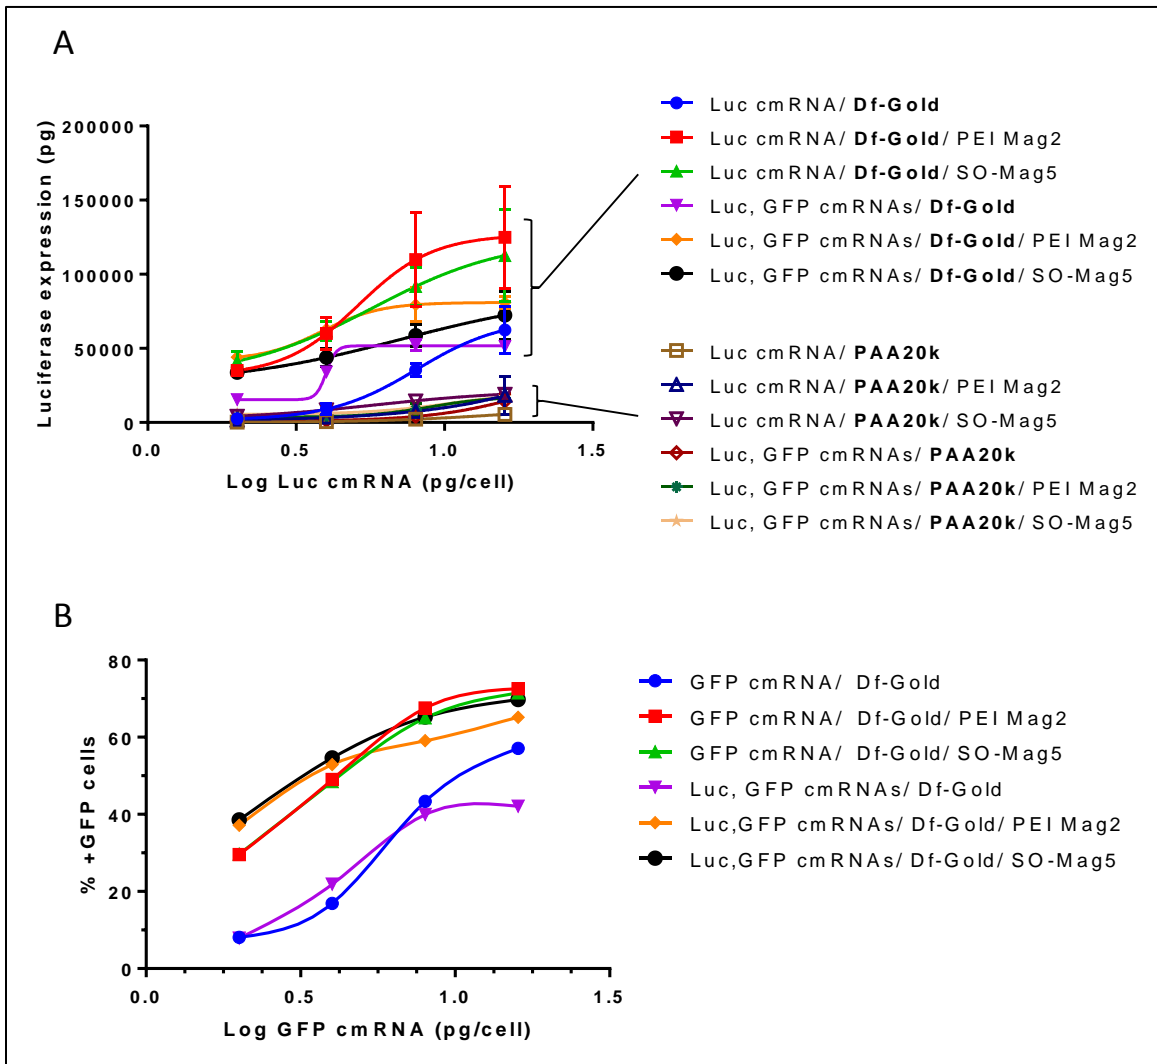 A
Luciferase expression (pg)
200000
150000
100000
50000
0
0.0 0.5 1.0 1.5
Log Luc cmRNA (pg/cell)
Luc cmRNA/ Df-Gold
Luc cmRNA/ Df-Gold/ PEI Mag2
Luc cmRNA/ Df-Gold/ SO-Mag5
Luc, GFP cmRNAs/ Df-Gold
Luc, GFP cmRNAs/ Df-Gold/ PEI Mag2
Luc, GFP cmRNAs/ Df-Gold/ SO-Mag5
Luc cmRNA/ PAA20k
Luc cmRNA/ PAA20k/ PEI Mag2
Luc cmRNA/ PAA20k/ SO-Mag5
Luc, GFP cmRNAs/ PAA20k
Luc, GFP cmRNAs/ PAA20k/ PEI Mag2
Luc, GFP cmRNAs/ PAA20k/ SO-Mag5
B
% +GFP cells
80
60
40
20
0
0.0 0.5 1.0 1.5
Log GFP cmRNA (pg/cell)
GFP cmRNA/ Df-Gold
GFP cmRNA/ Df-Gold/ PEI Mag2
GFP cmRNA/ Df-Gold/ SO-Mag5
Luc, GFP cmRNAs/ Df-Gold
Luc,GFP cmRNAs/ Df-Gold/ PEI Mag2
Luc,GFP cmRNAs/ Df-Gold/ SO-Mag5